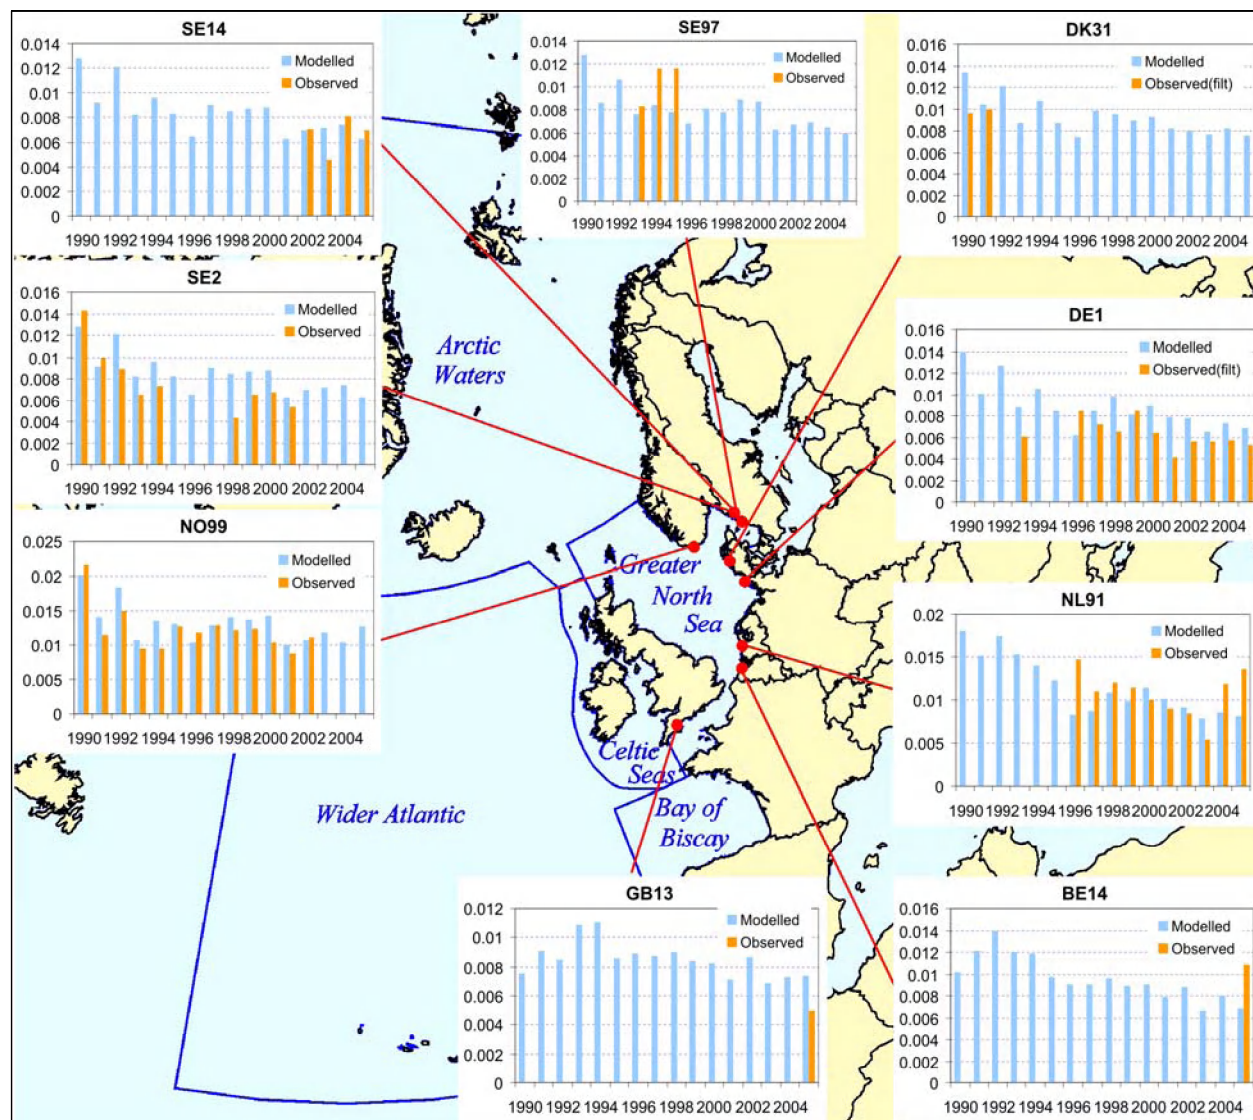 SE14
0.014
0.012
0.01
0.008
0.006
0.004
0.002
0
Modelled
Observed
1990 1992 1994 1996 1998 2000 2002 2004
SE97
0.014
0.012
0.01
0.008
0.006
0.004
0.002
0
Modelled
Observed
1990 1992 1994 1996 1998 2000 2002 2004
DK31
0.016
0.014
0.012
0.01
0.008
0.006
0.004
0.002
0
Modelled
Observed(filt)
1990 1992 1994 1996 1998 2000 2002 2004
SE2
0.016
0.014
0.012
0.01
0.008
0.006
0.004
0.002
0
Modelled
Observed
1990 1992 1994 1996 1998 2000 2002 2004
Arctic
Waters
DE1
0.016
0.014
0.012
0.01
0.008
0.006
0.004
0.002
0
Modelled
Observed(filt)
1990 1992 1994 1996 1998 2000 2002 2004
NO99
0.025
0.02
0.015
0.01
0.005
0
Modelled
Observed
1990 1992 1994 1996 1998 2000 2002 2004
Greater
North
Sea
NL91
0.02
0.015
0.01
0.005
0
Modelled
Observed
1990 1992 1994 1996 1998 2000 2002 2004
Celtic
Seas
Wider Atlantic
Bay of
Biscay
GB13
0.012
0.01
0.008
0.006
0.004
0.002
0
Modelled
Observed
1990 1992 1994 1996 1998 2000 2002 2004
BE14
0.016
0.014
0.012
0.01
0.008
0.006
0.004
0.002
0
Modelled
Observed
1990 1992 1994 1996 1998 2000 2002 2004